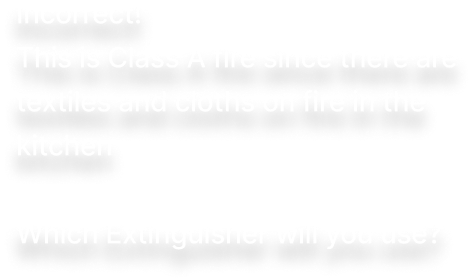 Incorrect!
This is Class A fire since there are
textiles and cloths on fire in the
kitchen
Which Extinguisher will you use?